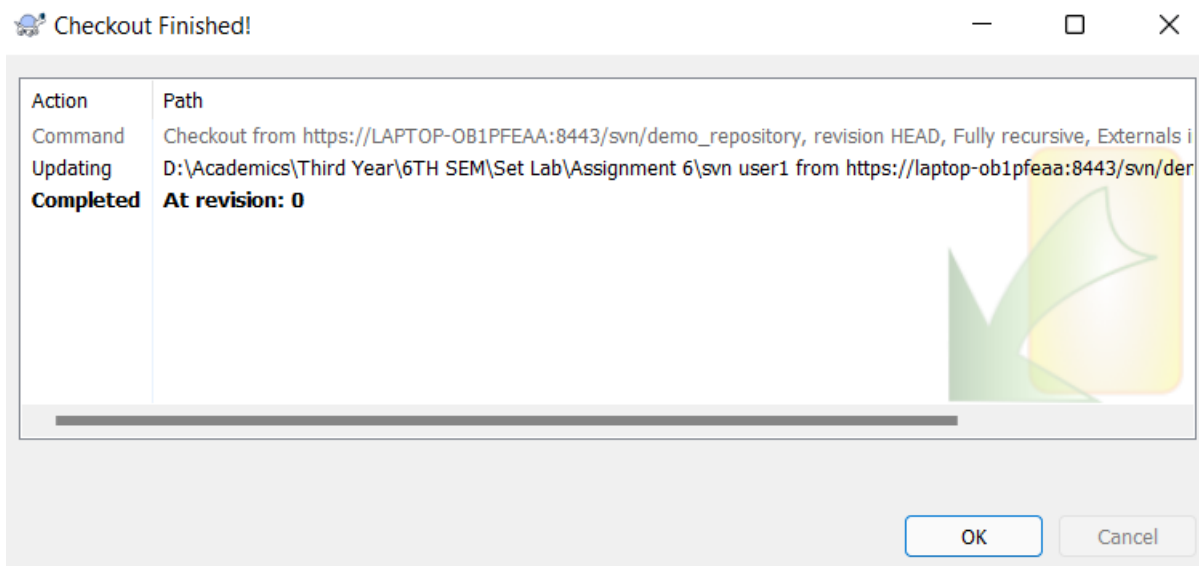 Checkout Finished!
Action Path
Command Checkout from https://LAPTOP-OB1PFEAA:8443/svn/demo_repository, revision HEAD, Fully recursive, Externals i
Updating D:\Academics\Third Year\6TH SEM\Set Lab\Assignment 6\svn user1 from https://laptop-ob1pfeaa:8443/svn/der
Completed At revision: 0
OK Cancel